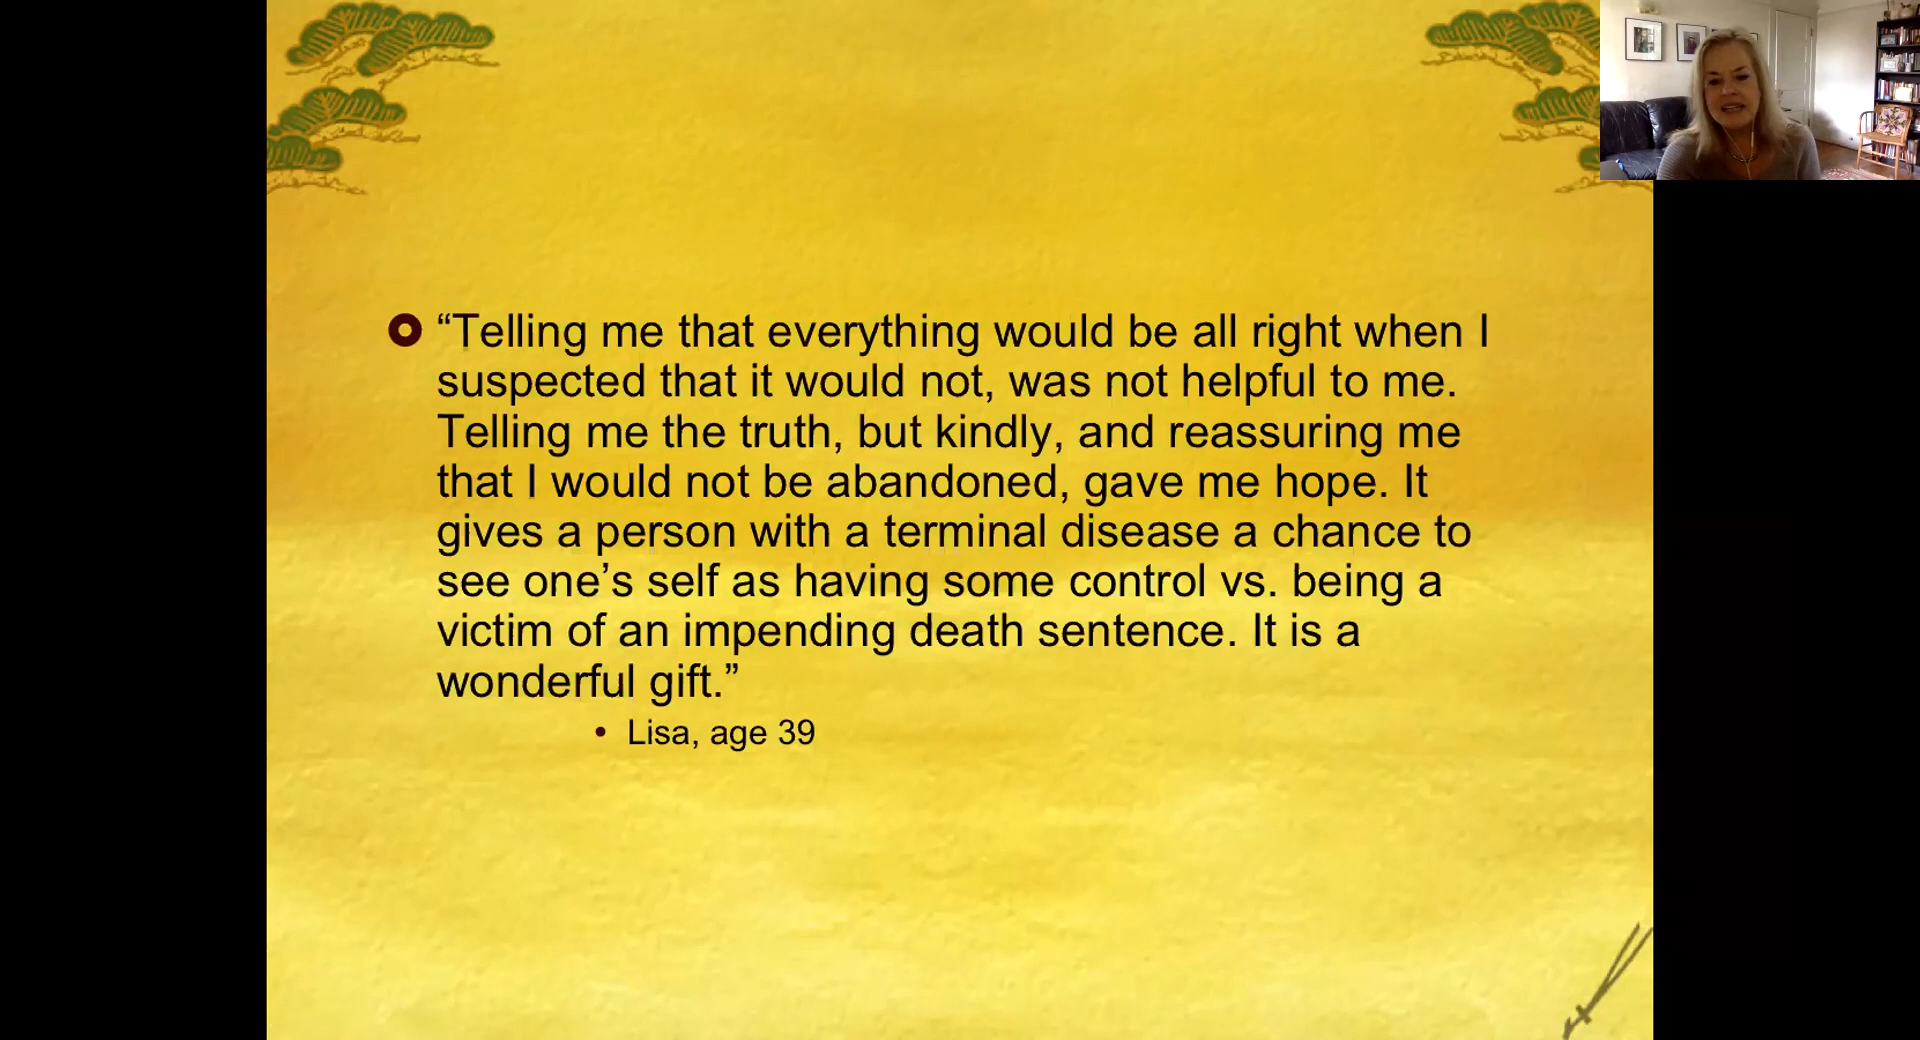 “Telling me that everything would be all right when I
suspected that it would not, was not helpful to me.
Telling me the truth, but kindly, and reassuring me
that I would not be abandoned, gave me hope. It
gives a person with a terminal disease a chance to
see one’s self as having some control vs. being a
victim of an impending death sentence. It is a
wonderful gift.”
• Lisa, age 39